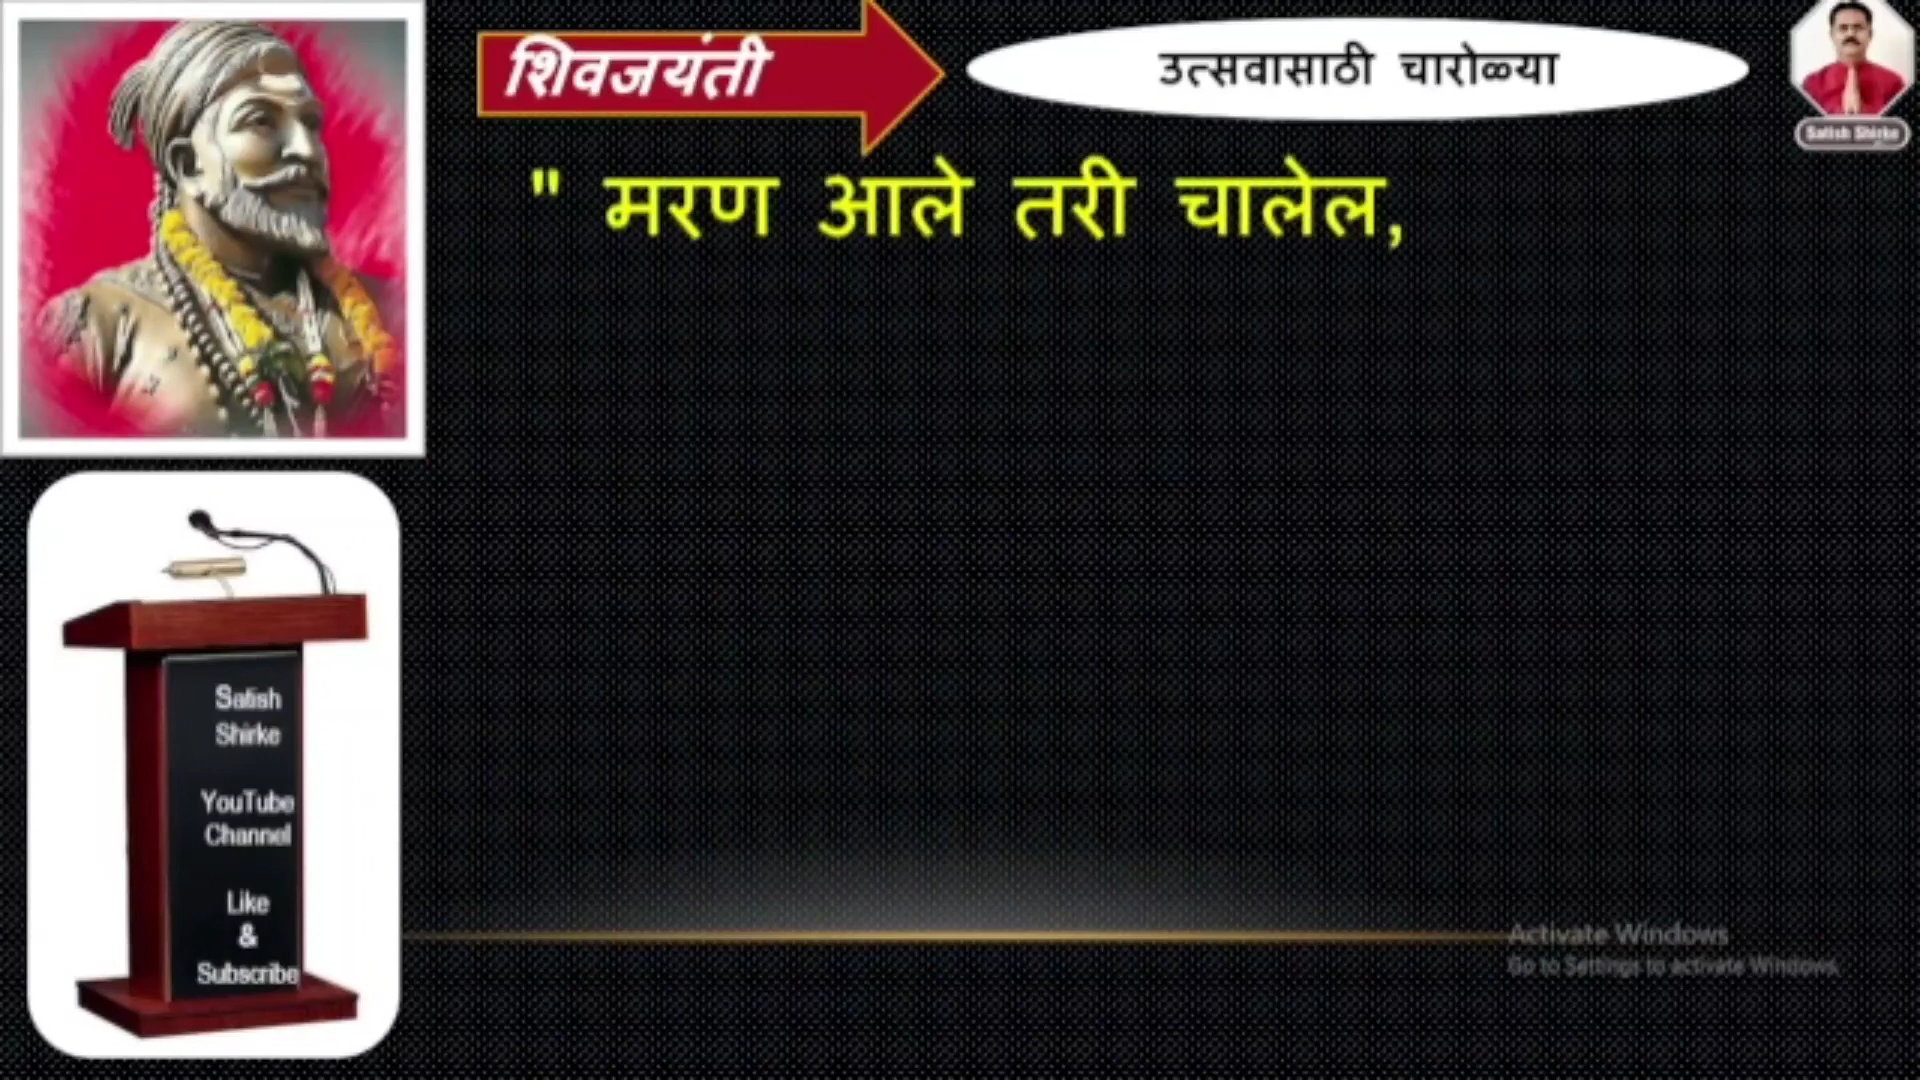 शिवजयंती
उत्सवासाठी चारोळ्या
Satish Shirke
" मरण आले तरी चालेल,
Satish
Shirke
YouTube
Channel
Like
&
Subscribe
Activate Windows
Go to Settings to activate Windows.